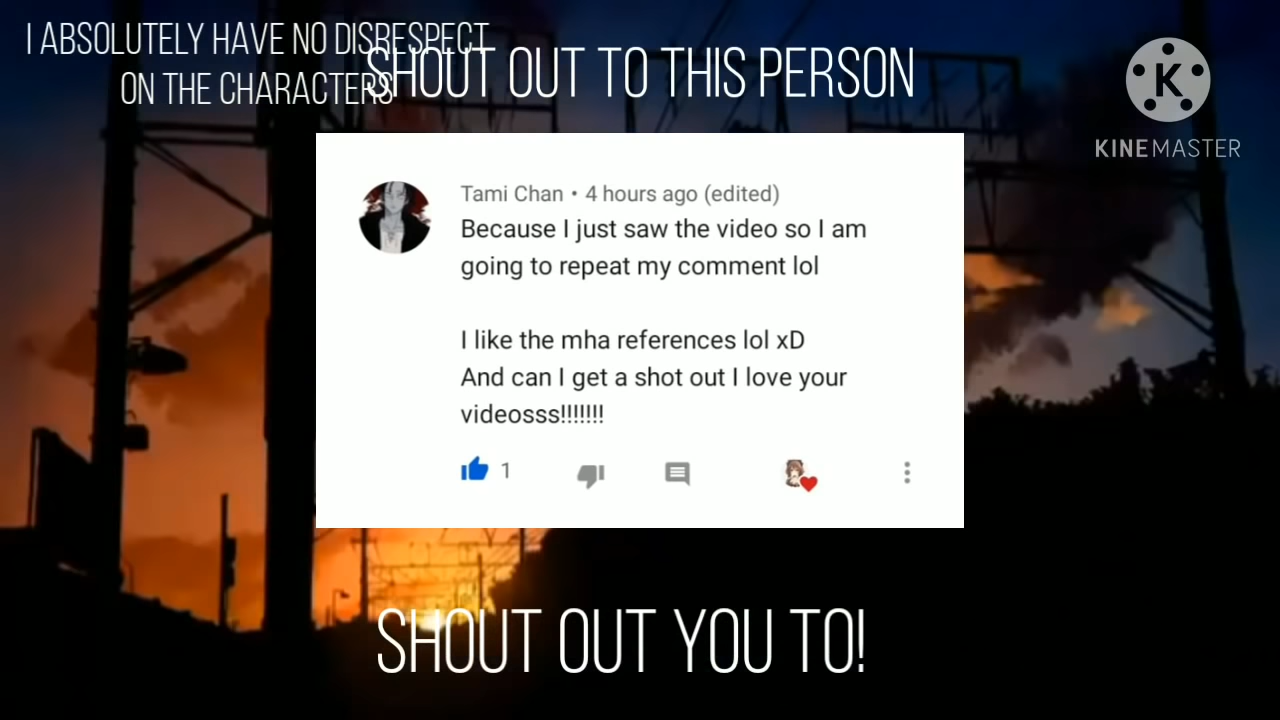 I ABSOLUTELY HAVE NO DISRESPECT
ON THE CHARACTERS
SHOUT OUT TO THIS PERSON
K
KINEMASTER
Tami Chan • 4 hours ago (edited)
Because I just saw the video so I am
going to repeat my comment lol
I like the mha references lol xD
And can I get a shot out I love your
videosss!!!!!!!
1
SHOUT OUT YOU TO!